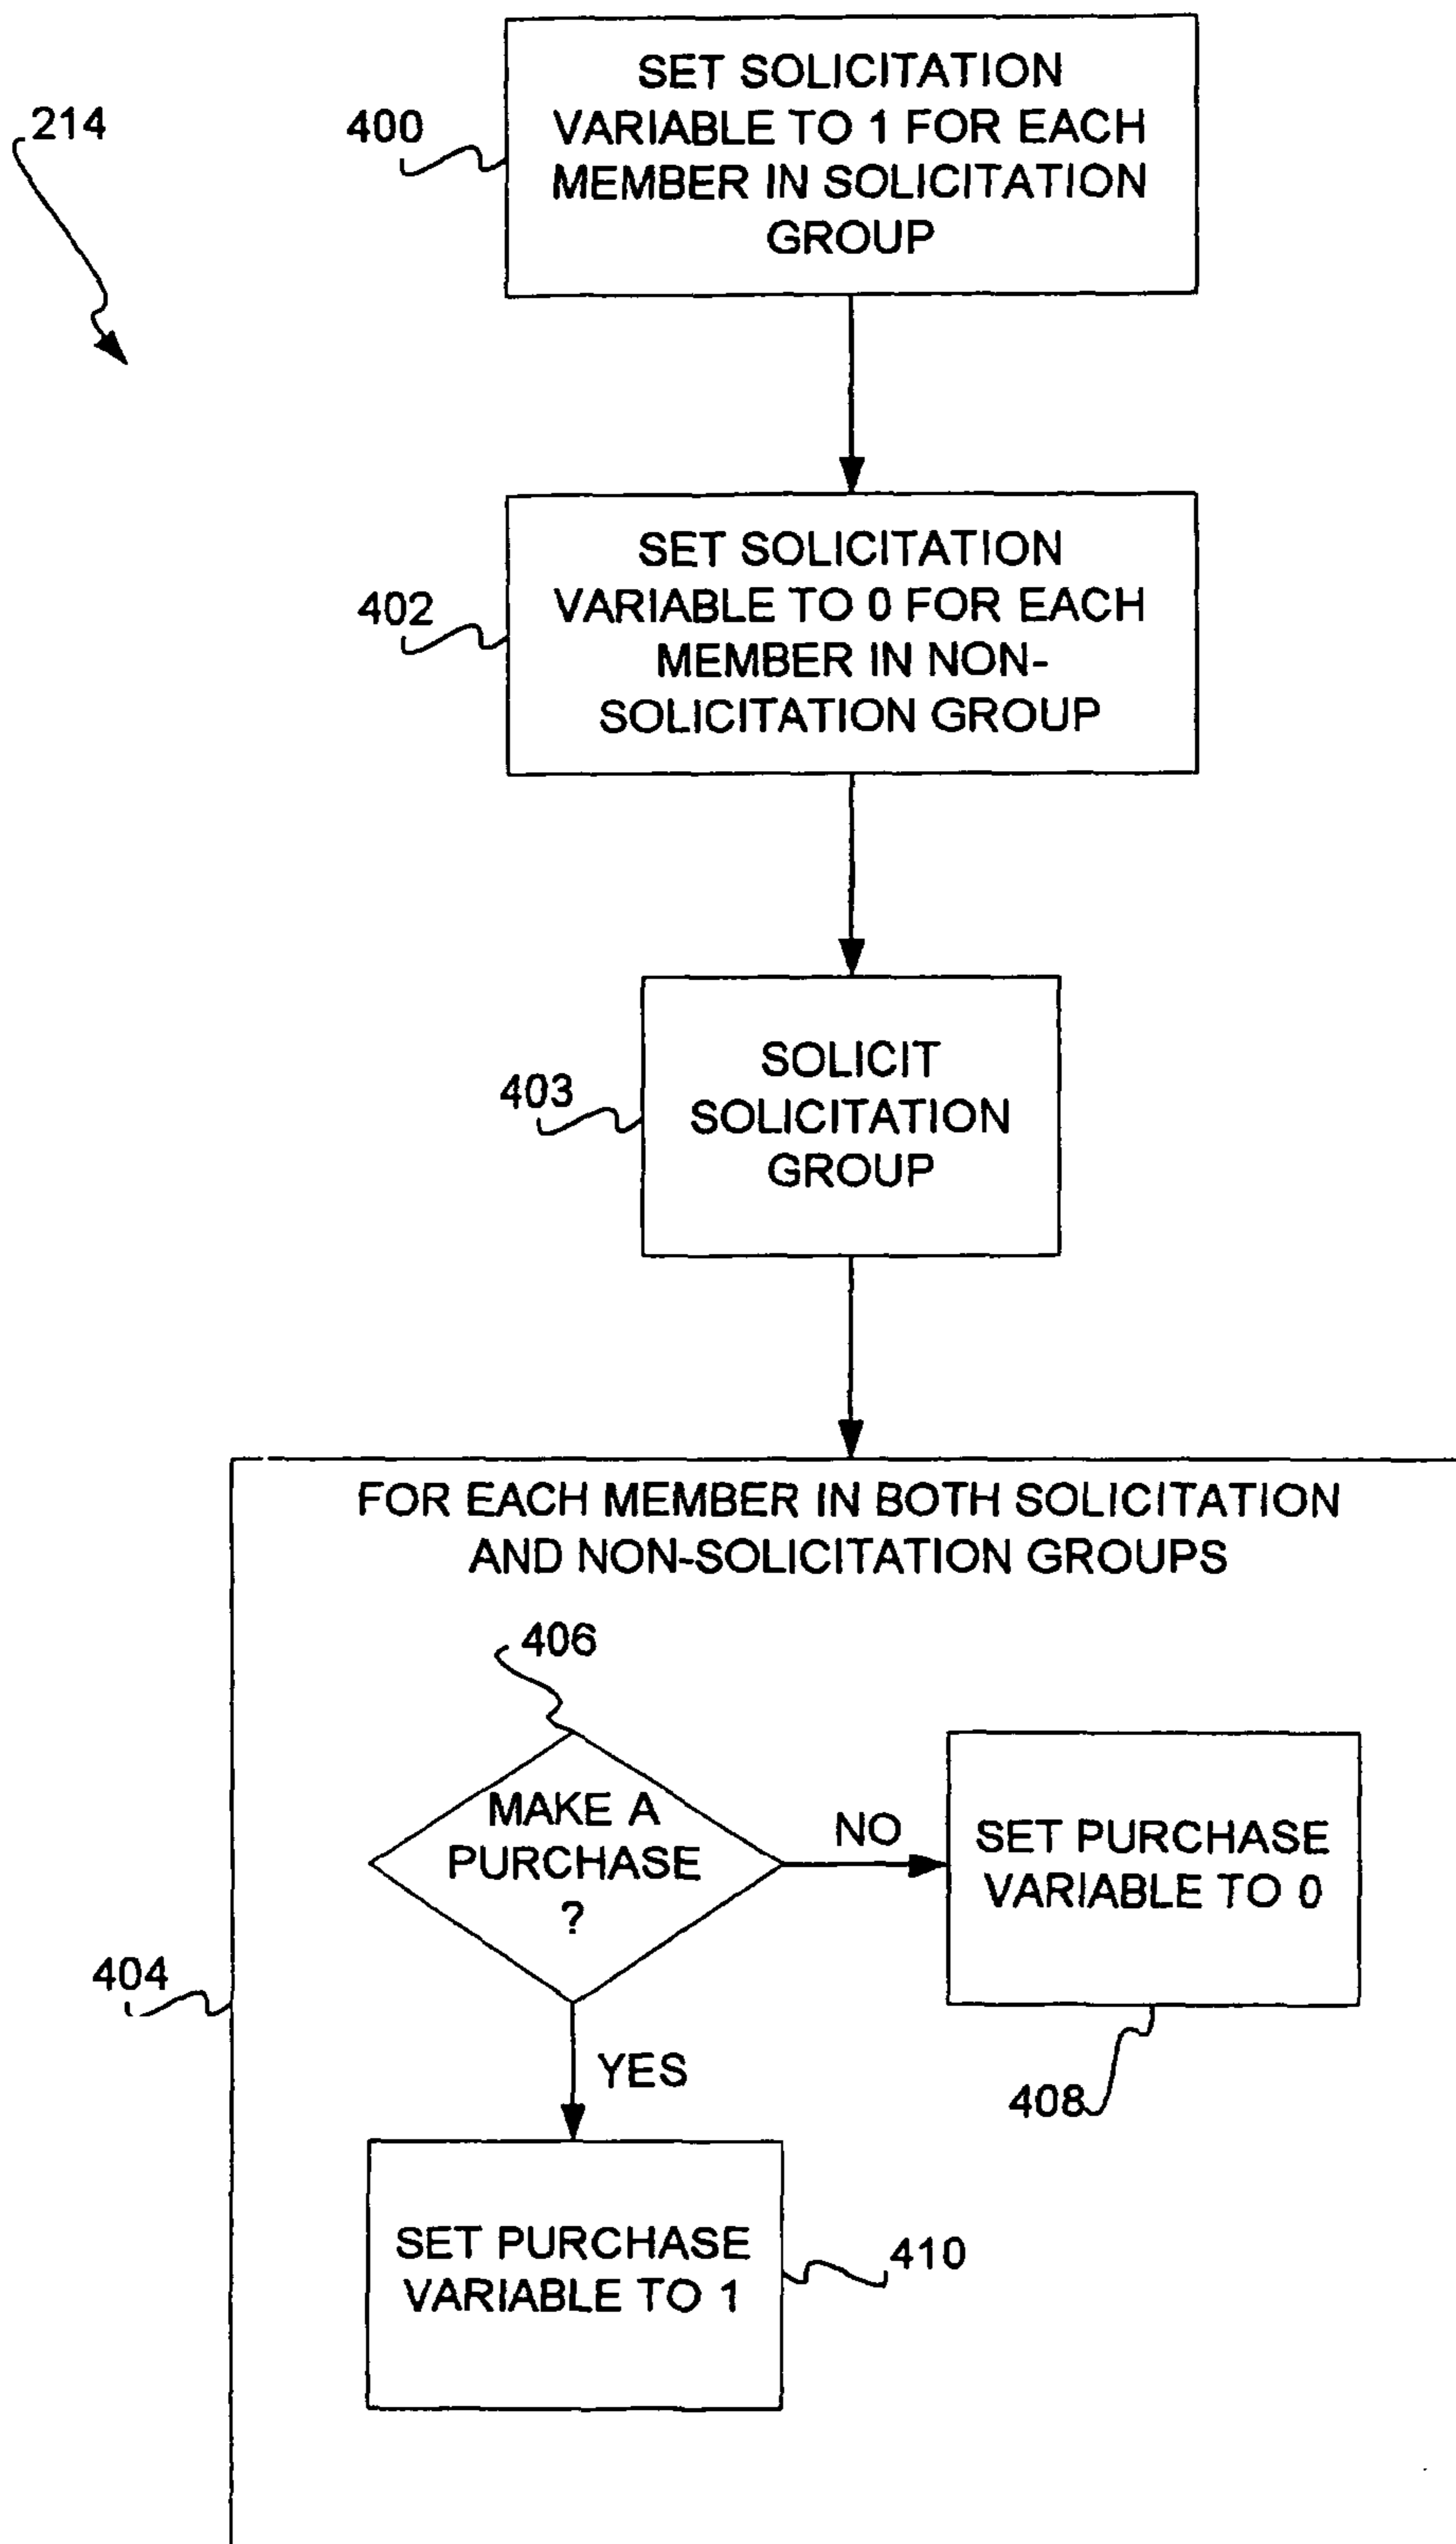 214
400
SET SOLICITATION
VARIABLE TO 1 FOR EACH
MEMBER IN SOLICITATION
GROUP
402
SET SOLICITATION
VARIABLE TO 0 FOR EACH
MEMBER IN NON-
SOLICITATION GROUP
403
SOLICIT
SOLICITATION
GROUP
FOR EACH MEMBER IN BOTH SOLICITATION
AND NON-SOLICITATION GROUPS
406
MAKE A
PURCHASE
?
NO
SET PURCHASE
VARIABLE TO 0
404
YES
408
SET PURCHASE
VARIABLE TO 1
410